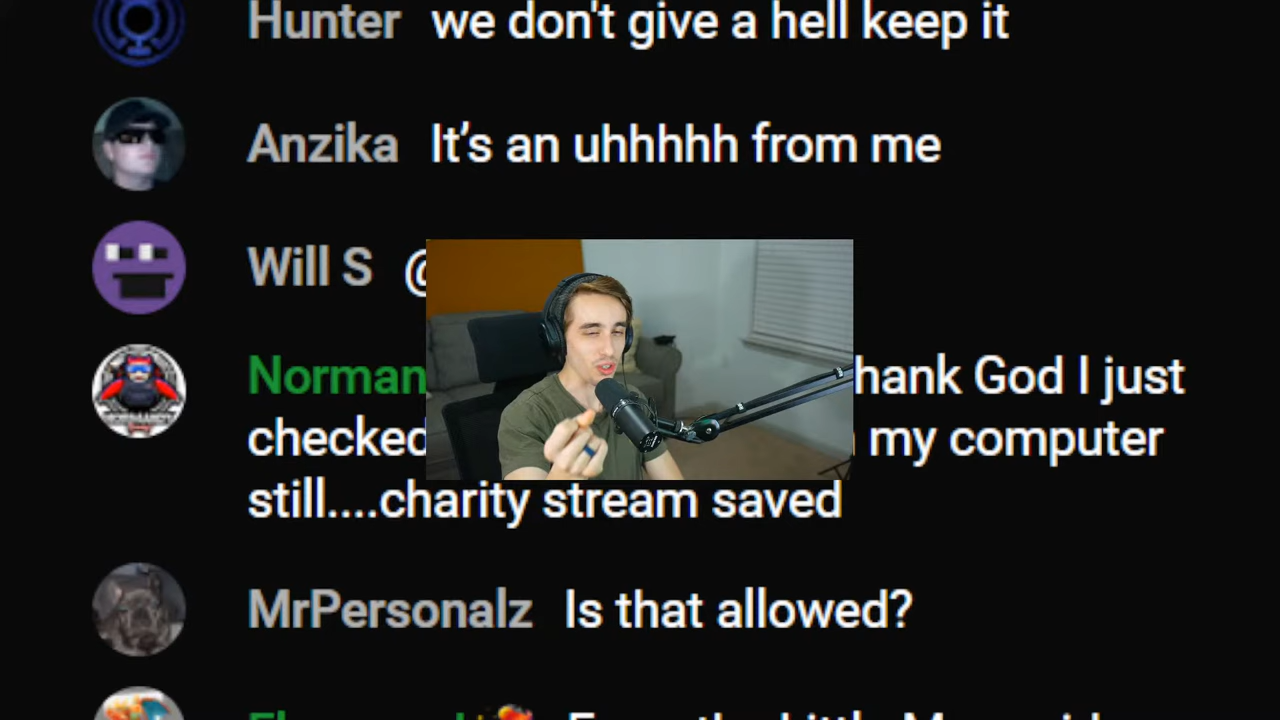 Hunter we don't give a hell keep it
Anzika It’s an uhhhhh from me
Will S @
Norman hank God I just
checked my computer
still....charity stream saved
MrPersonalz Is that allowed?